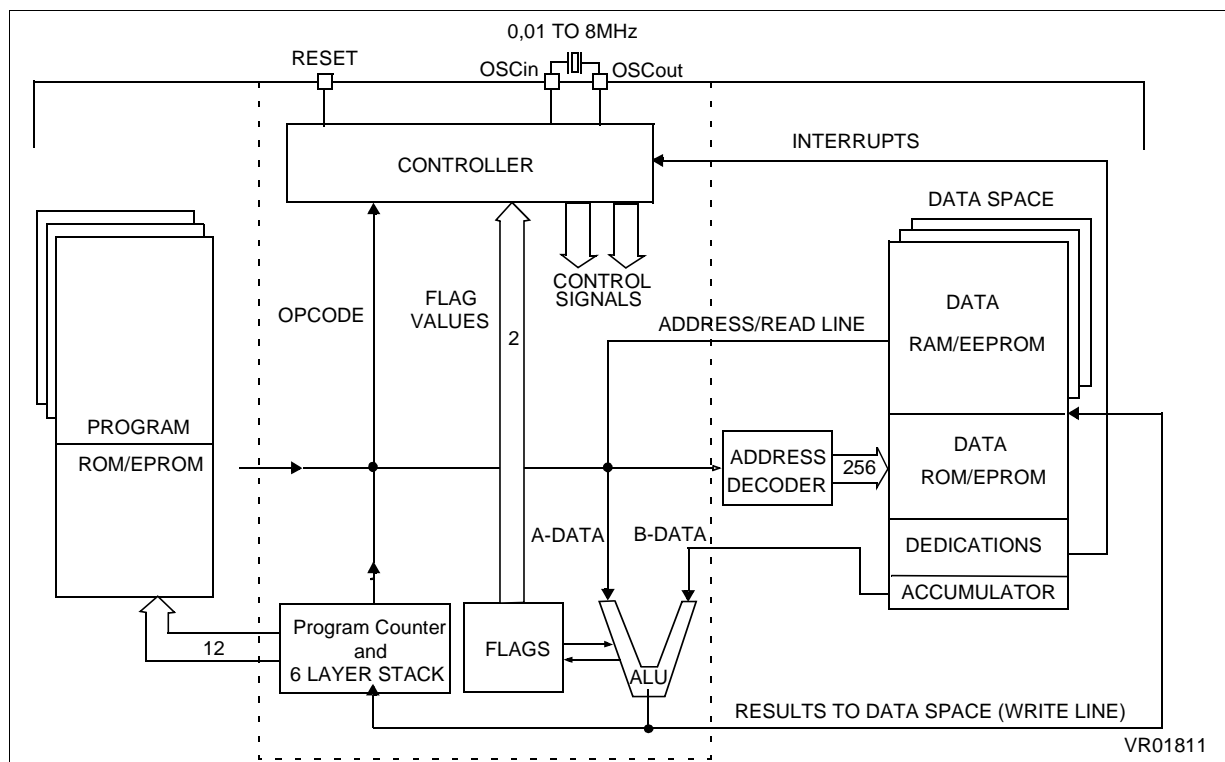 0,01 TO 8MHz
RESET
OSCin
OSCout
INTERRUPTS
CONTROLLER
DATA SPACE
CONTROL
SIGNALS
OPCODE
FLAG
VALUES
2
ADDRESS/READ LINE
DATA
RAM/EEPROM
PROGRAM
ROM/EPROM
ADDRESS
DECODER
256
DATA
ROM/EPROM
A-DATA
B-DATA
DEDICATIONS
ACCUMULATOR
12
Program Counter
and
6 LAYER STACK
FLAGS
ALU
RESULTS TO DATA SPACE (WRITE LINE)
VR01811